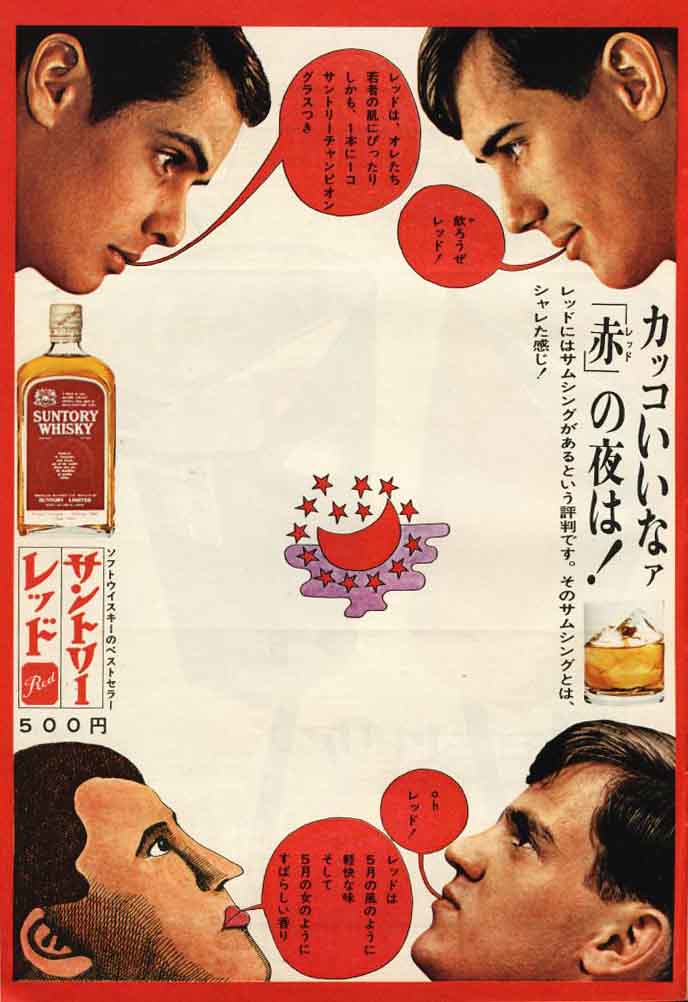 レッドは、オレたち
若者の肌にぴったり
しかも、1本に1コ
サントリーチャンピオン
グラスつき
飲ろうぜ
や
レッド!
カッコいいなァ
「赤」の夜は!
レッド
レッドにはサムシングがあるという評判です。そのサムシングとは、
シャレた感じ!
SUNTORY
WHISKY
SUNTORY LIMITED
ソフトウイスキーのベストセラー
サントリー
レッド
Red
500円
oh
レッド!
レッドは
5月の風のように
軽快な味
そして
5月の女のように
すばらしい香り